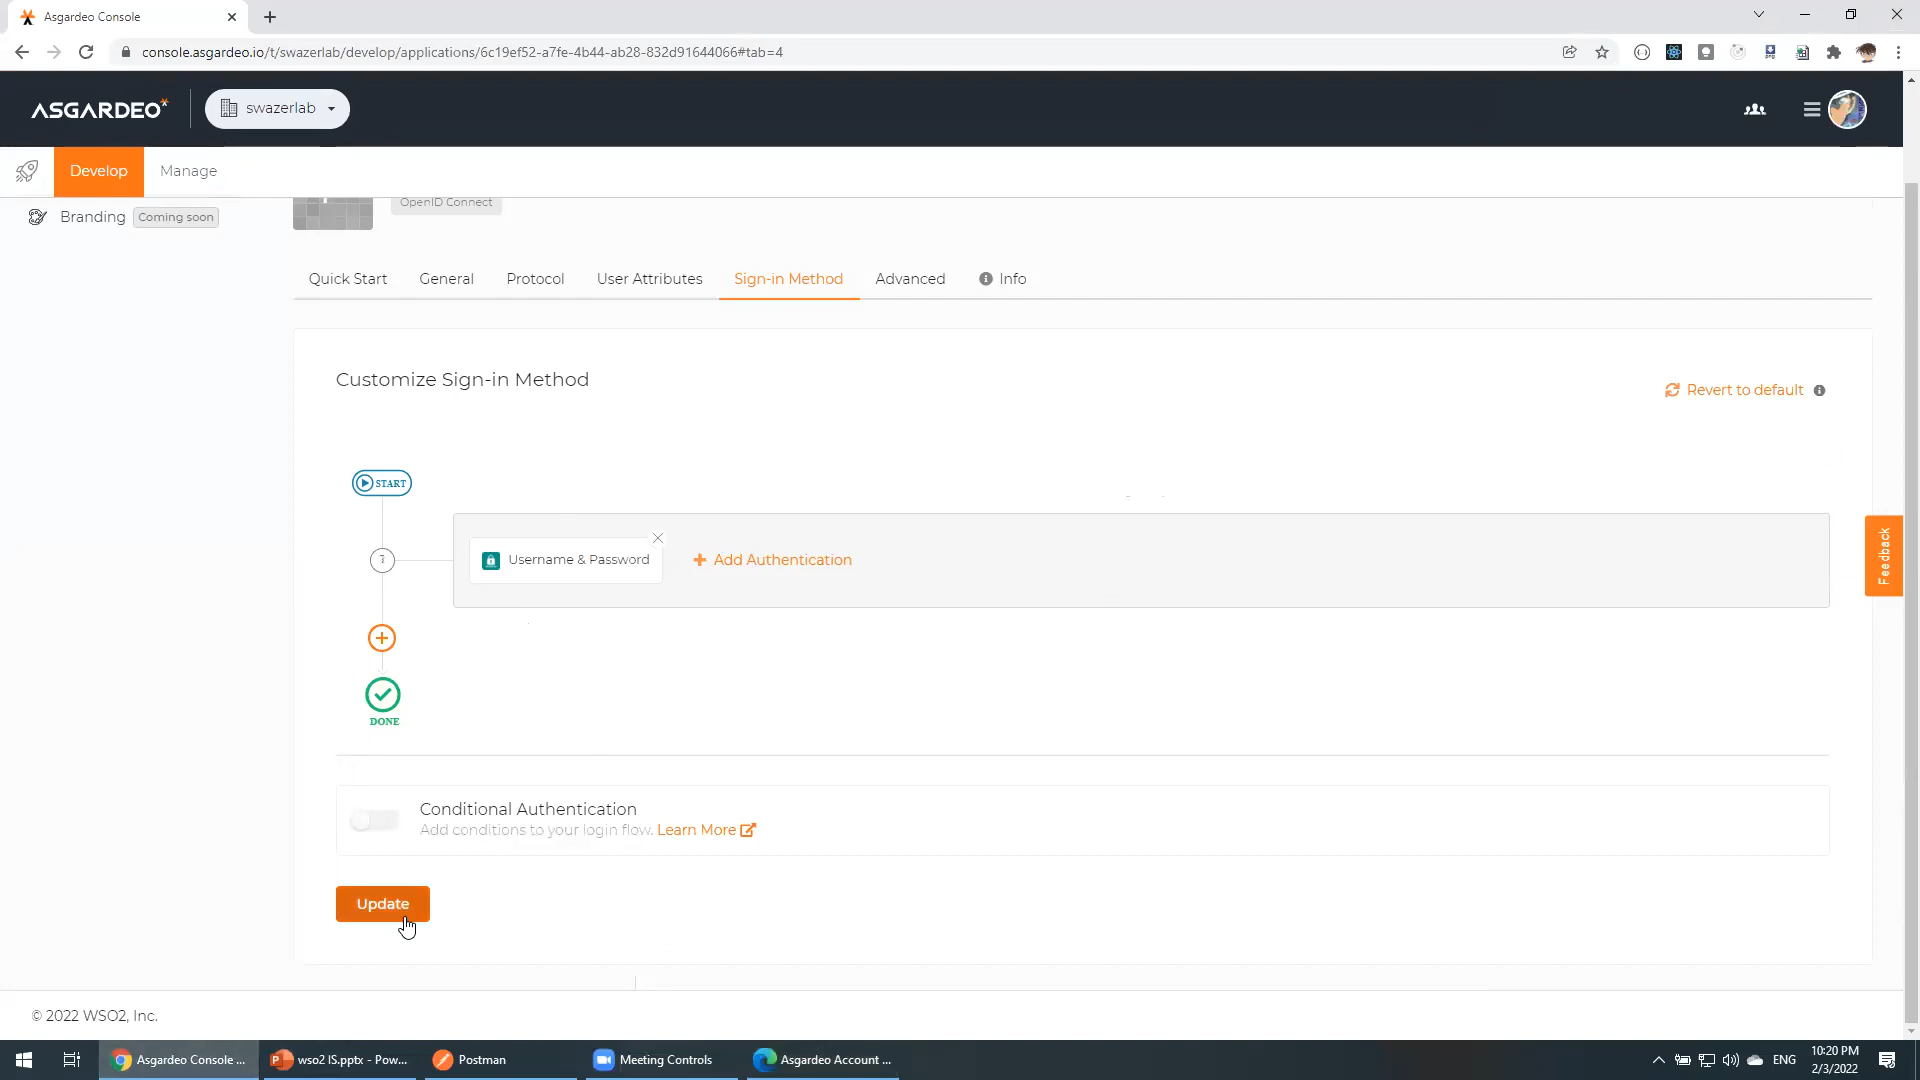 Asgardeo Console
console.asgardeo.io/t/swazerlab/develop/applications/6c19ef52-a7fe-4b44-ab28-832d91644066#tab=4
ASGARDEO
swazerlab
Develop
Manage
Branding
Coming soon
OpenID Connect
Quick Start
General
Protocol
User Attributes
Sign-in Method
Advanced
Info
Customize Sign-in Method
Revert to default
START
1
Username & Password
Add Authentication
DONE
Feedback
Conditional Authentication
Add conditions to your login flow. Learn More
Update
© 2022 WSO2, Inc.
Asgardeo Console ...
wso2 IS.pptx - Pow...
Postman
Meeting Controls
Asgardeo Account ...
ENG
10:20 PM
2/3/2022